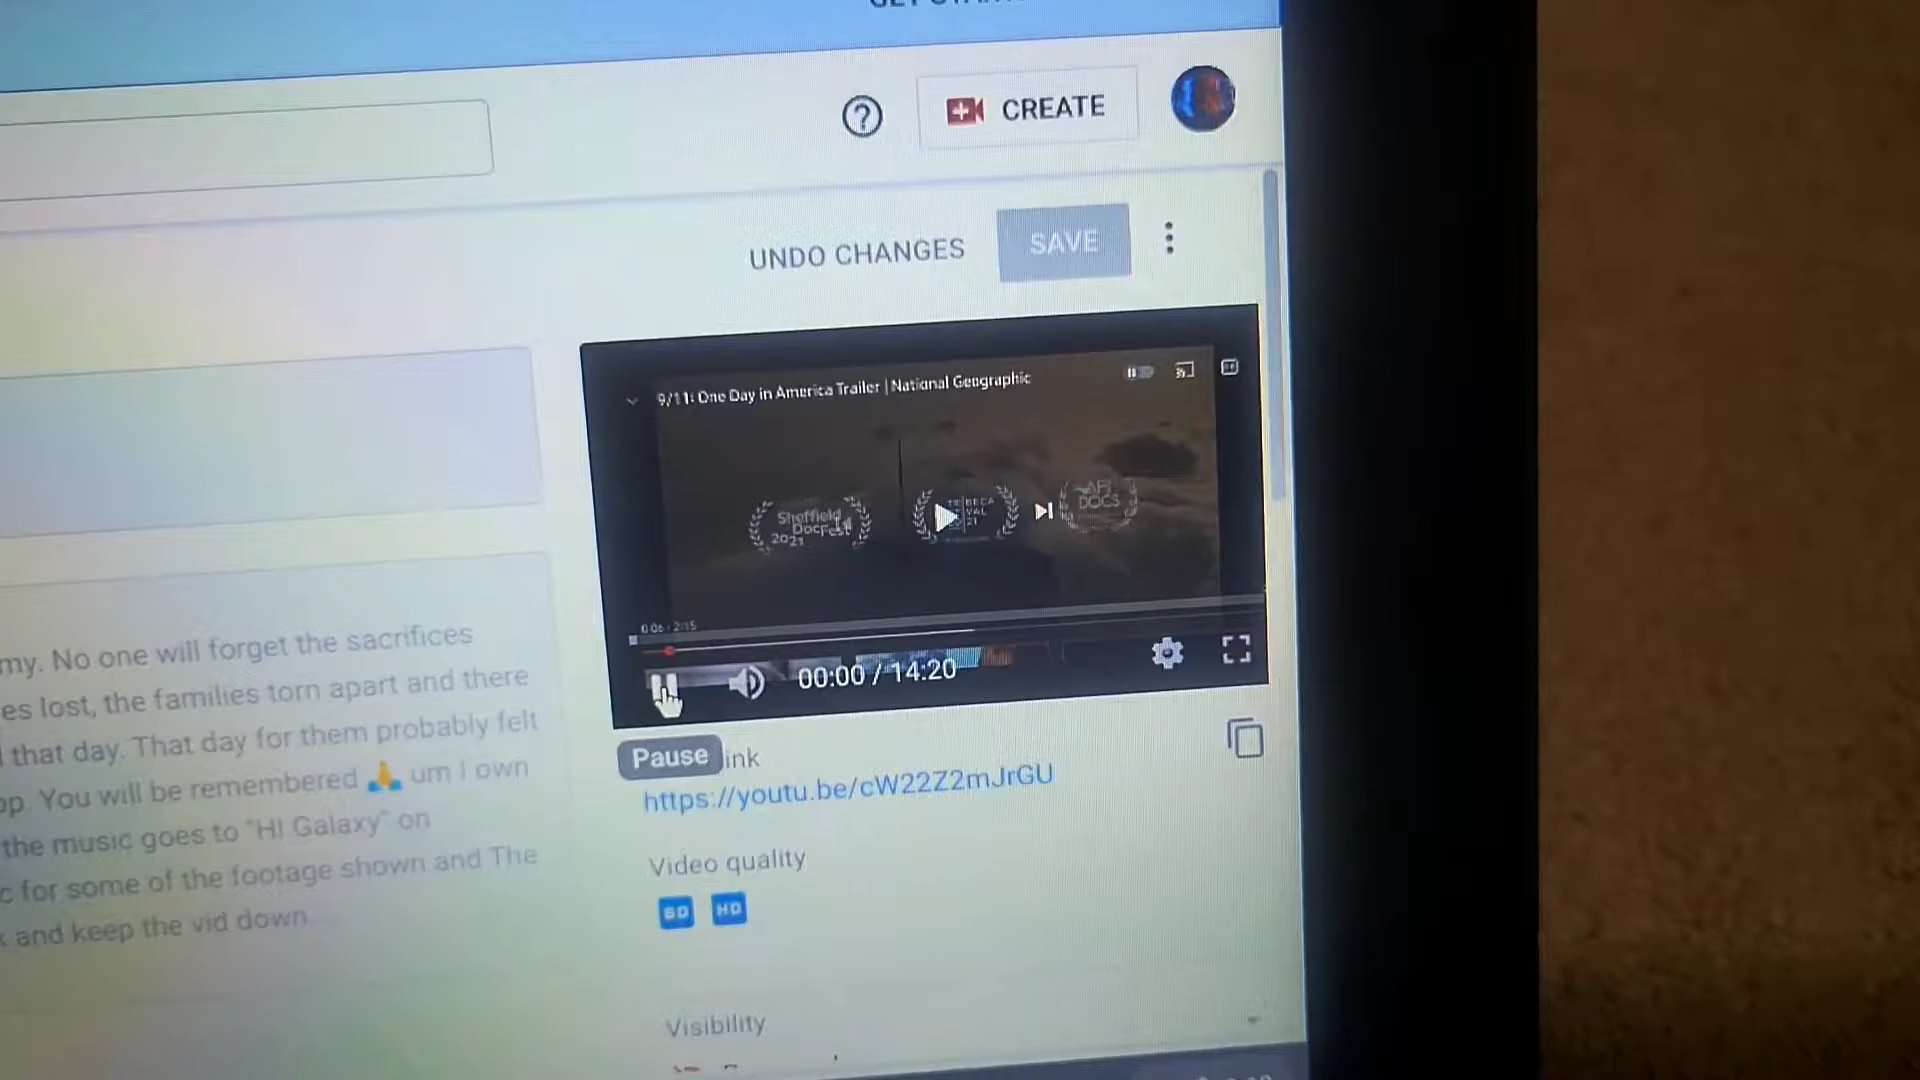 CREATE
UNDO CHANGES
SAVE
9/11: One Day in America Trailer | National Geographic
Sheffield
DocFest
2021
AFI
DOCS
0:06 / 2:15
00:00 / 14:20
Pause
ink
https://youtu.be/cW22Z2mJrGU
Video quality
SD HD
Visibility
my. No one will forget the sacrifices
es lost, the families torn apart and there
that day. That day for them probably felt
op. You will be remembered 🙏 um I own
the music goes to "HI Galaxy" on
c for some of the footage shown and The
and keep the vid down